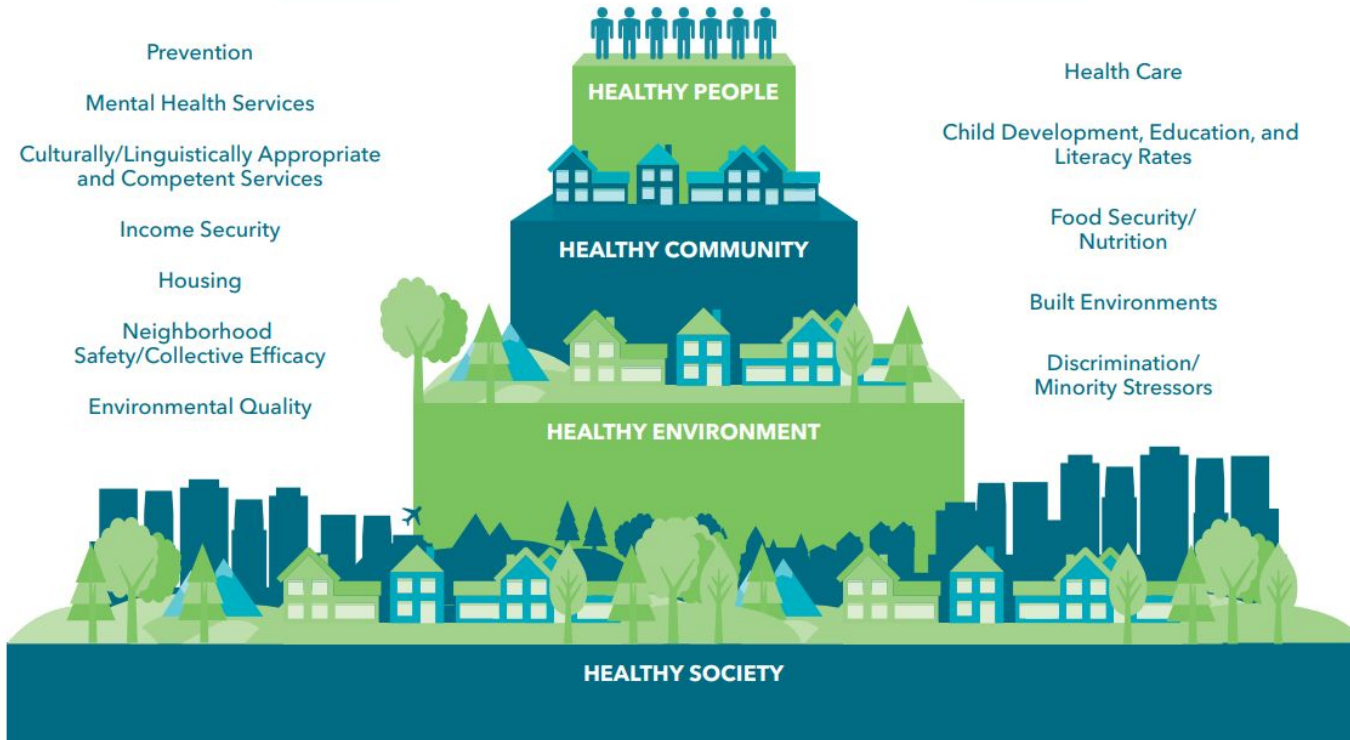 Prevention
Mental Health Services
Culturally/Linguistically Appropriate
and Competent Services
Income Security
Housing
Neighborhood
Safety/Collective Efficacy
Environmental Quality
HEALTHY PEOPLE
HEALTHY COMMUNITY
HEALTHY ENVIRONMENT
HEALTHY SOCIETY
Health Care
Child Development, Education, and
Literacy Rates
Food Security/
Nutrition
Built Environments
Discrimination/
Minority Stressors